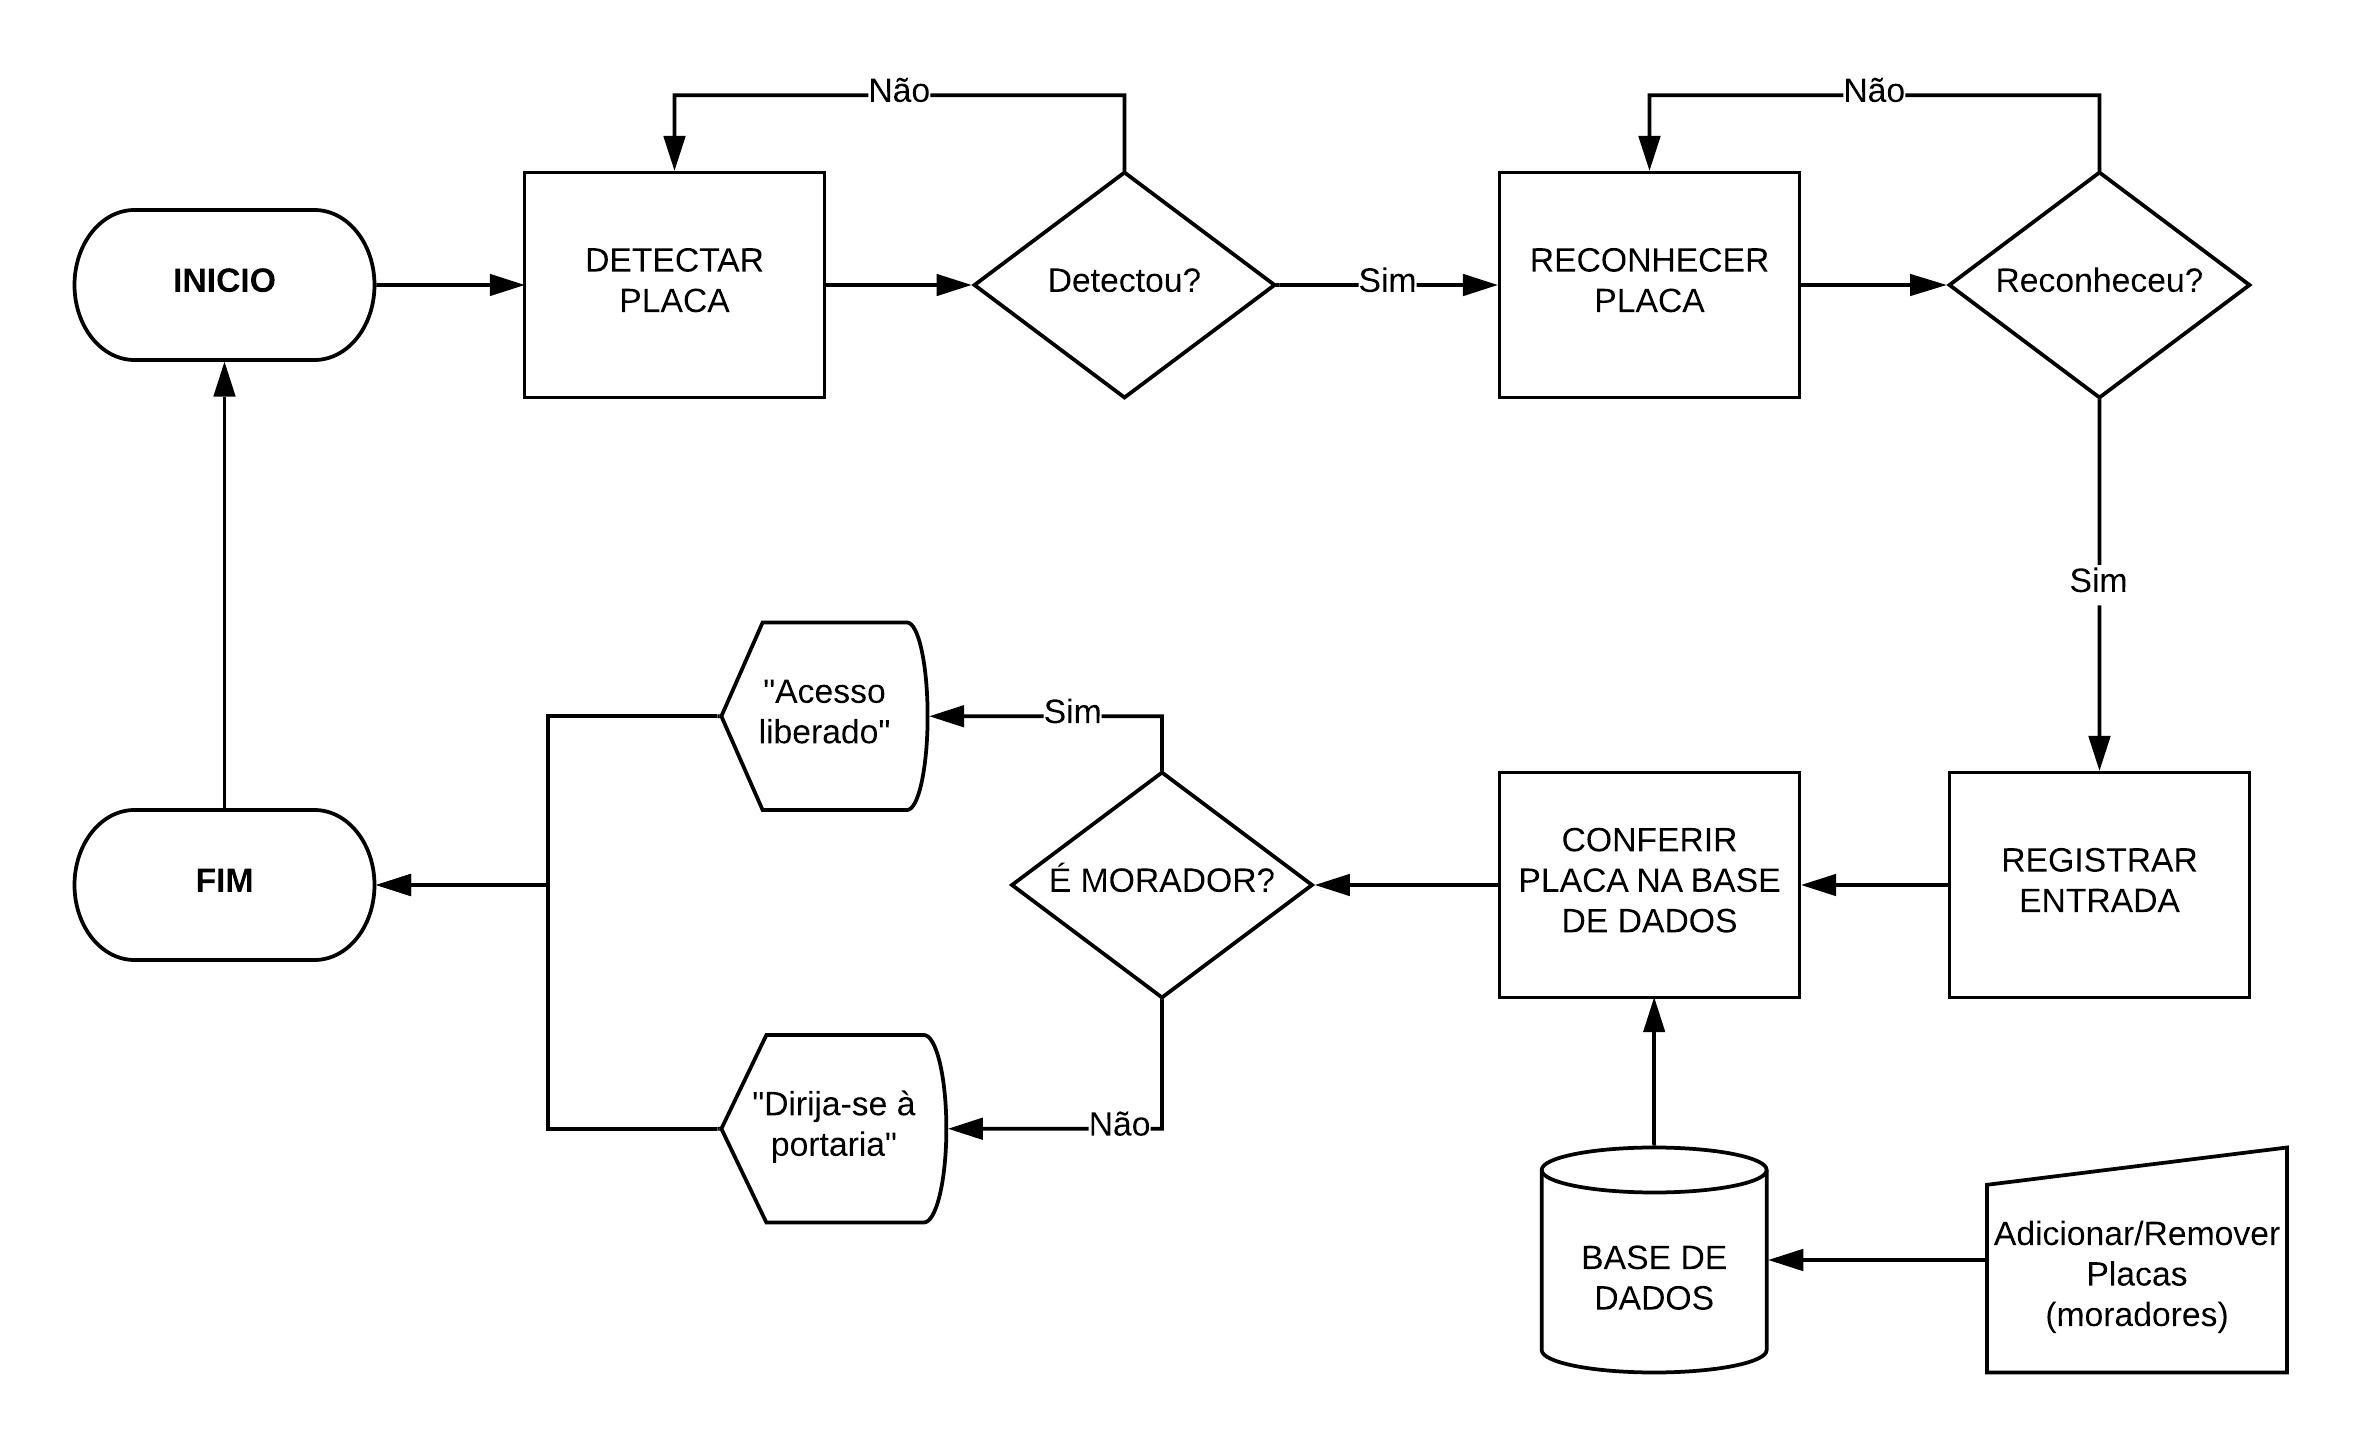 Não
Não
INICIO
DETECTAR
PLACA
Detectou?
Sim
RECONHECER
PLACA
Reconheceu?
Sim
"Acesso
liberado"
Sim
FIM
É MORADOR?
CONFERIR
PLACA NA BASE
DE DADOS
REGISTRAR
ENTRADA
"Dirija-se à
portaria"
Não
BASE DE
DADOS
Adicionar/Remover
Placas
(moradores)